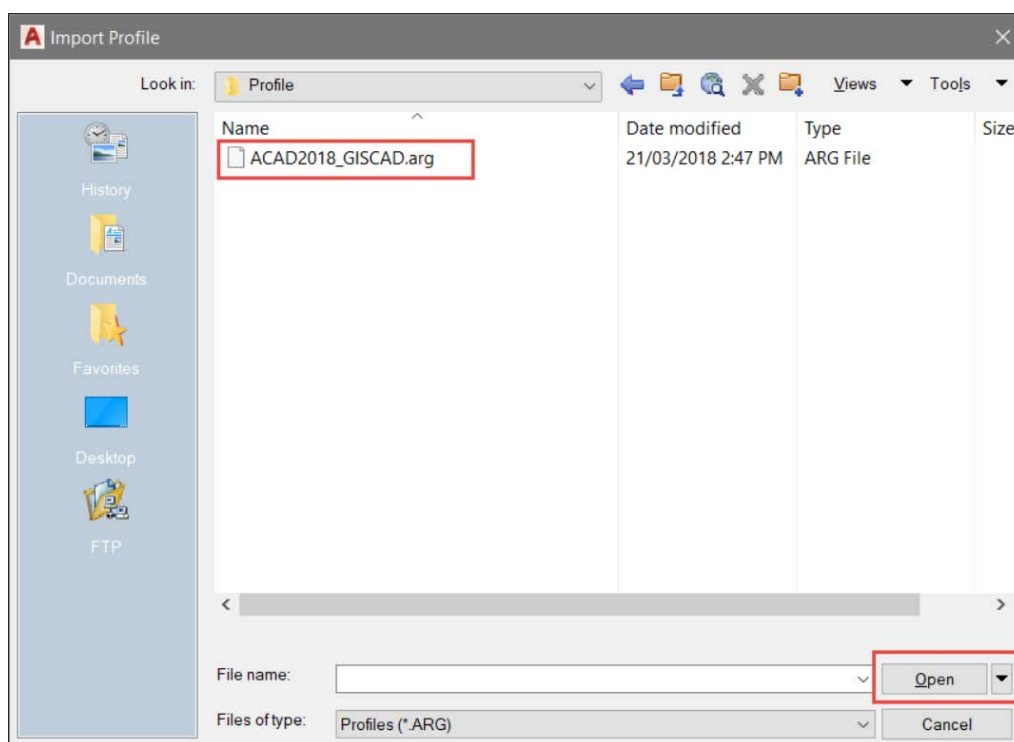 A Import Profile
Look in: Profile Views Tools
Name Date modified Type Size
ACAD2018_GISCAD.arg 21/03/2018 2:47 PM ARG File
History
Documents
Favorites
Desktop
FTP
File name: Open
Files of type: Profiles (*.ARG) Cancel